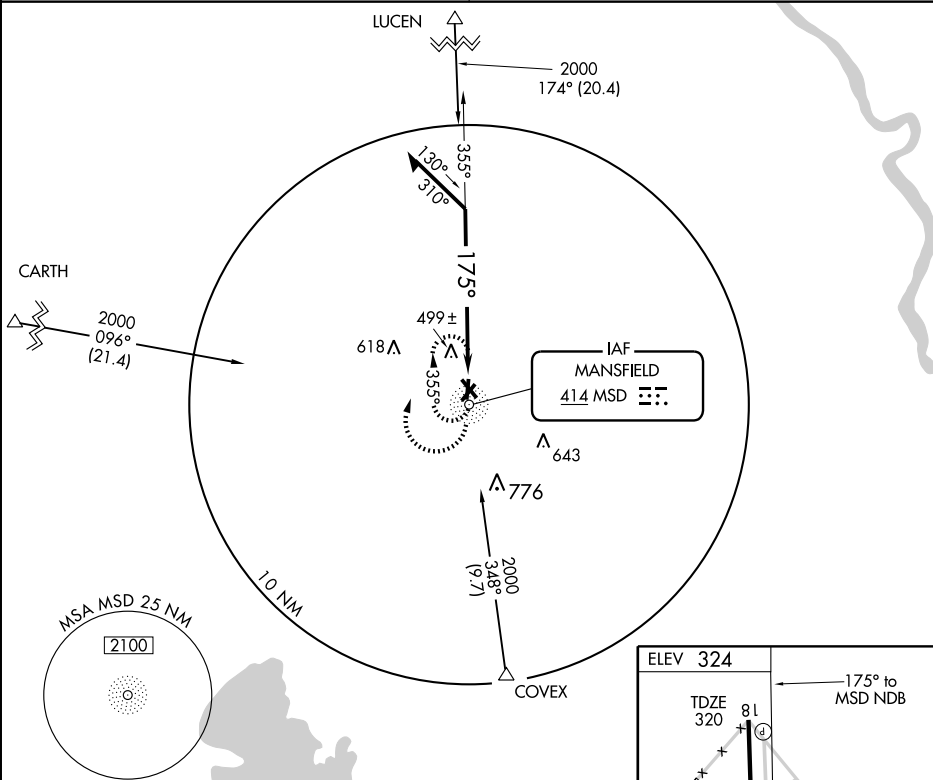 LUCEN
2000
174° (20.4)
355°
130°
310°
175°
CARTH
2000
096°
(21.4)
499 ±
618
355°
IAF
MANSFIELD
414 MSD
643
776
2000
348°
(9.7)
10 NM
COVEX
MSA MSD 25 NM
2100
ELEV 324
175° to
MSD NDB
TDZE
320
18
P